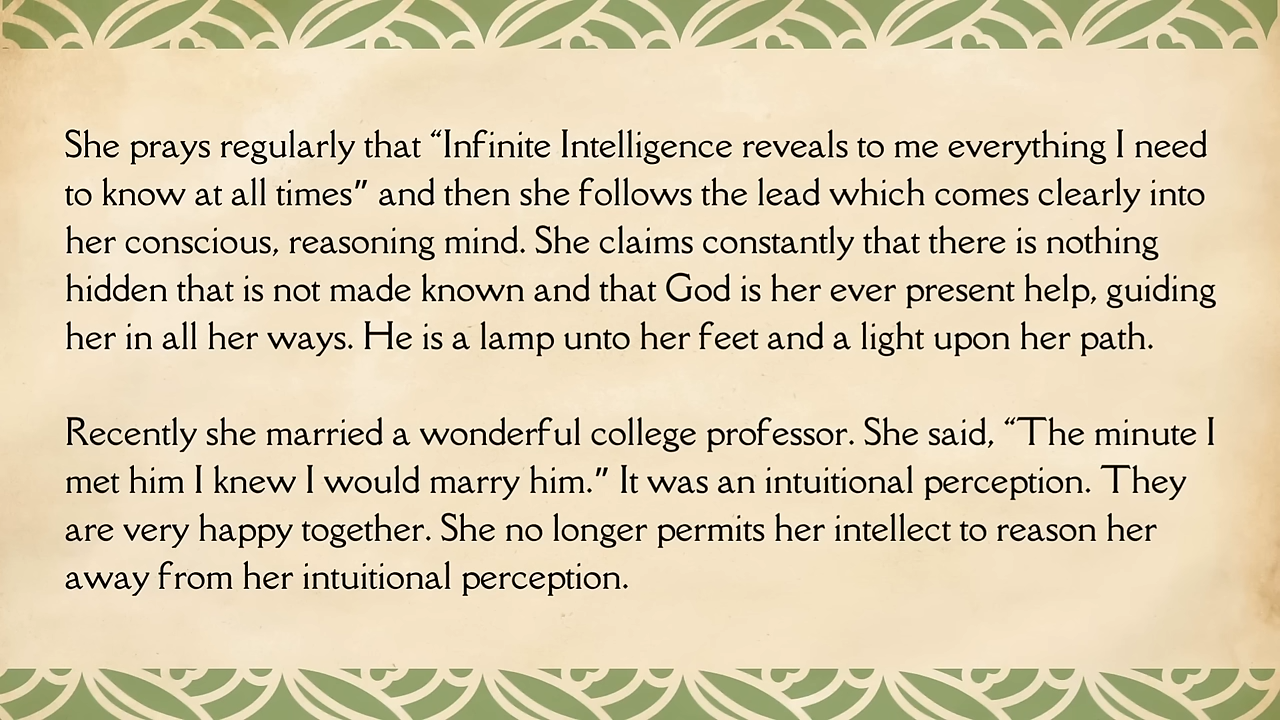 She prays regularly that “Infinite Intelligence reveals to me everything I need
to know at all times” and then she follows the lead which comes clearly into
her conscious, reasoning mind. She claims constantly that there is nothing
hidden that is not made known and that God is her ever present help, guiding
her in all her ways. He is a lamp unto her feet and a light upon her path.
Recently she married a wonderful college professor. She said, “The minute I
met him I knew I would marry him.” It was an intuitional perception. They
are very happy together. She no longer permits her intellect to reason her
away from her intuitional perception.